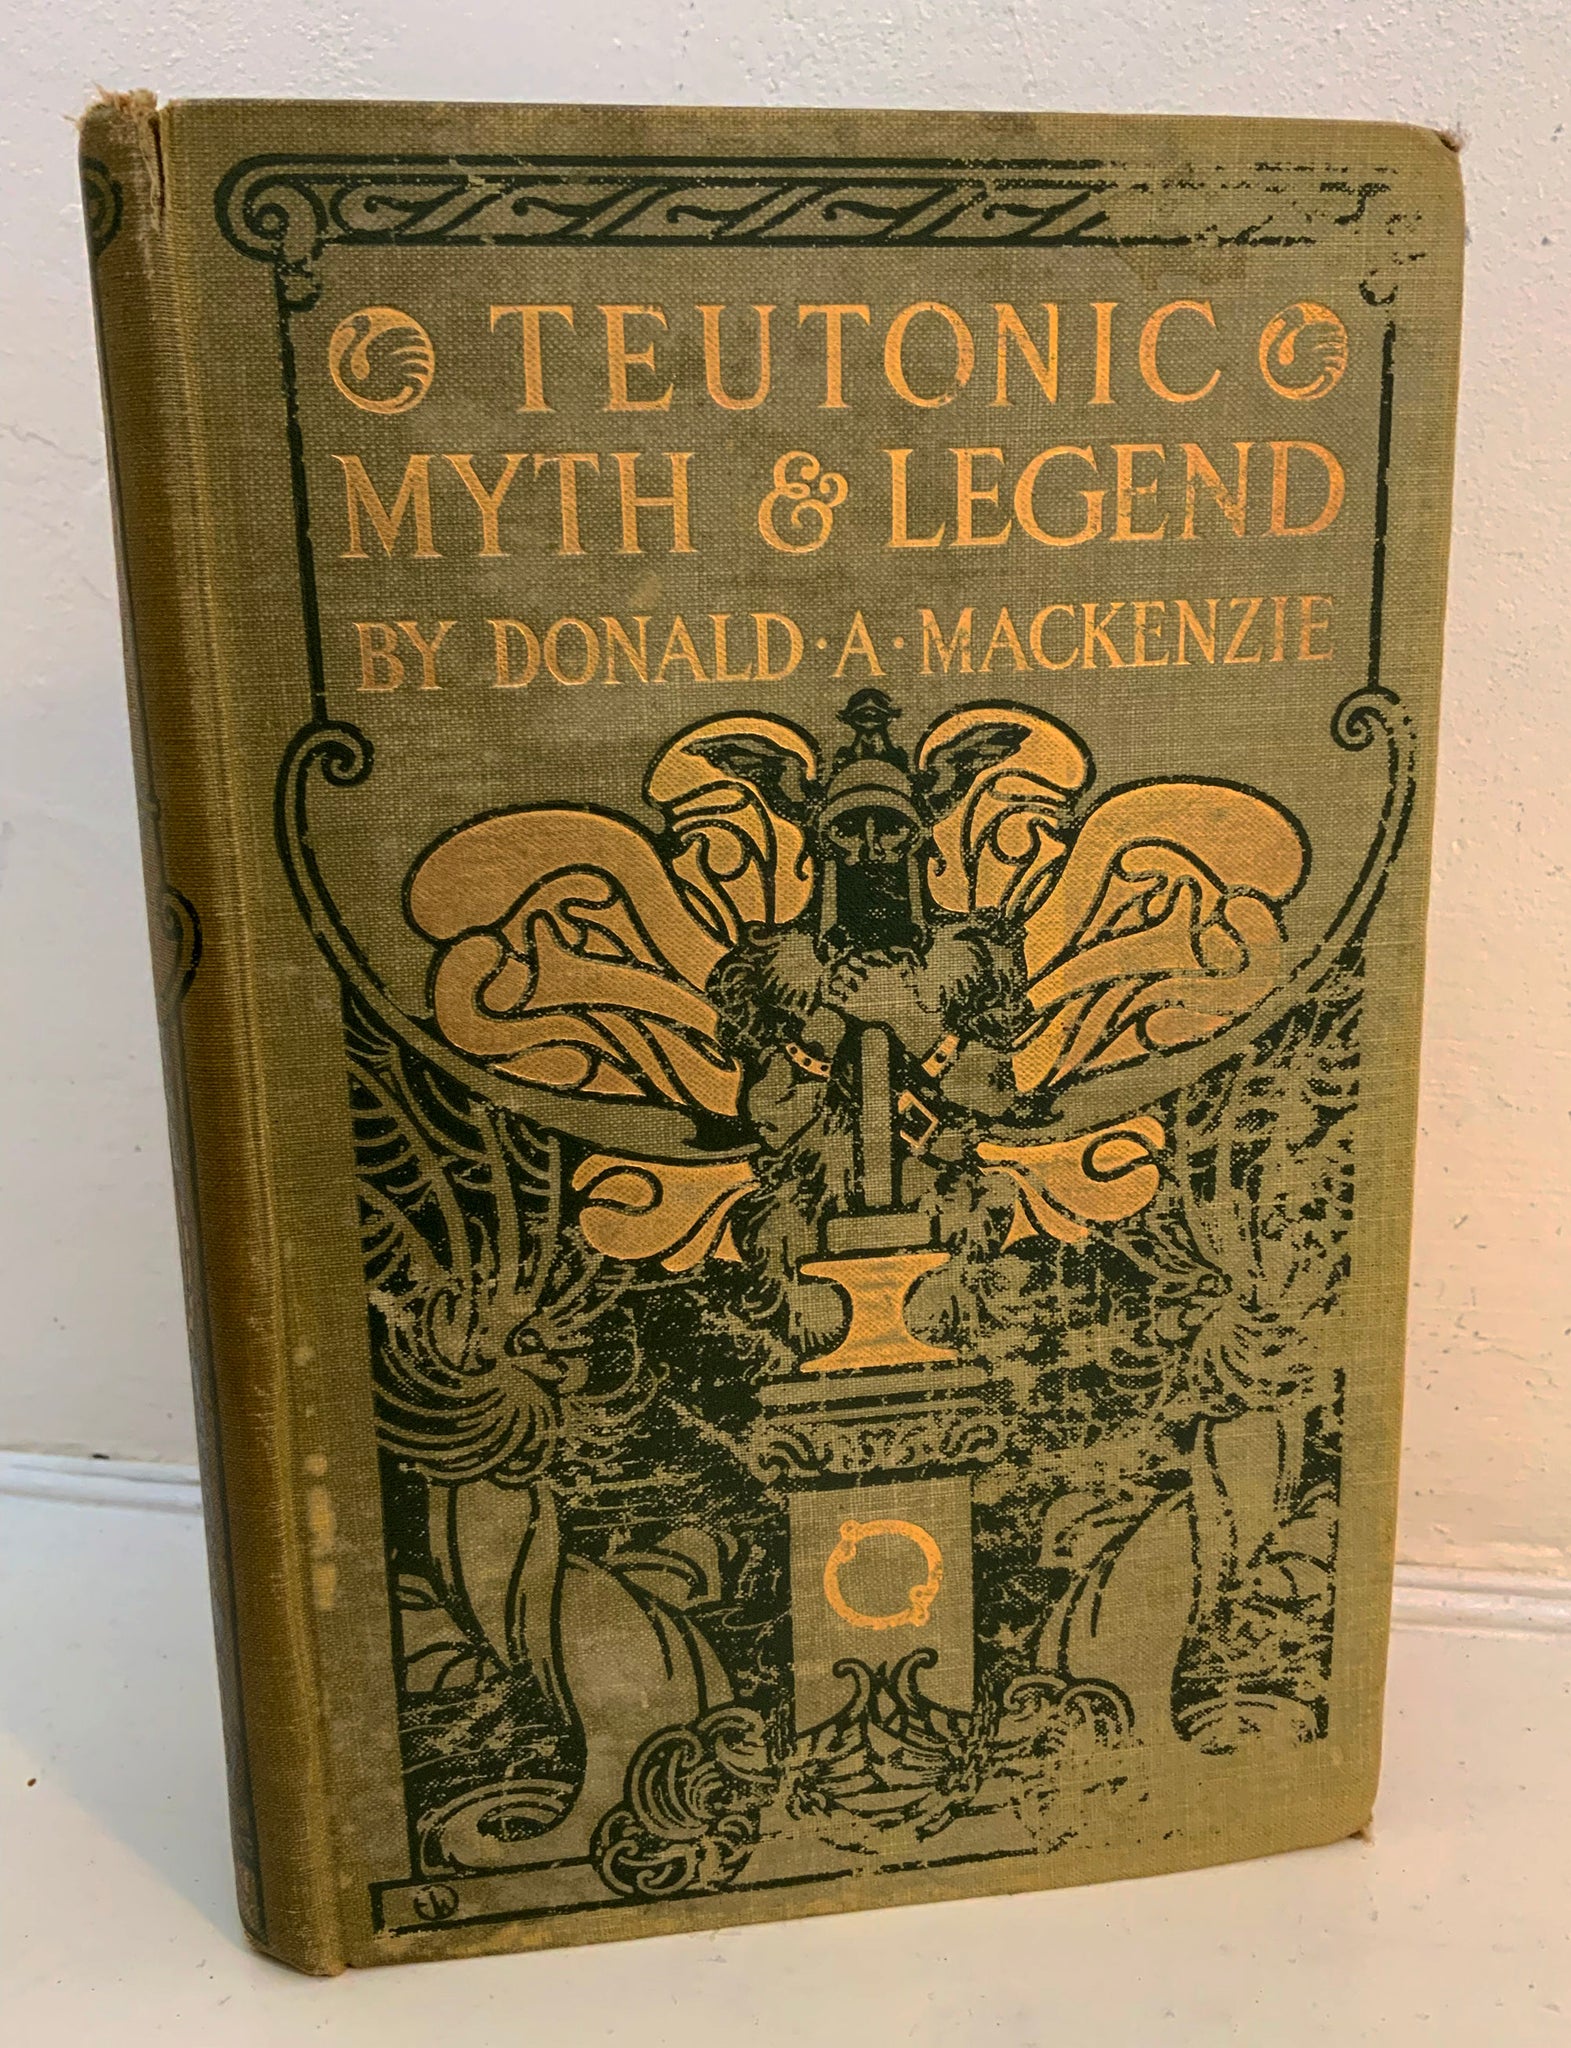 TEUTONIC
MYTH & LEGEND
BY DONALD · A · MACKENZIE